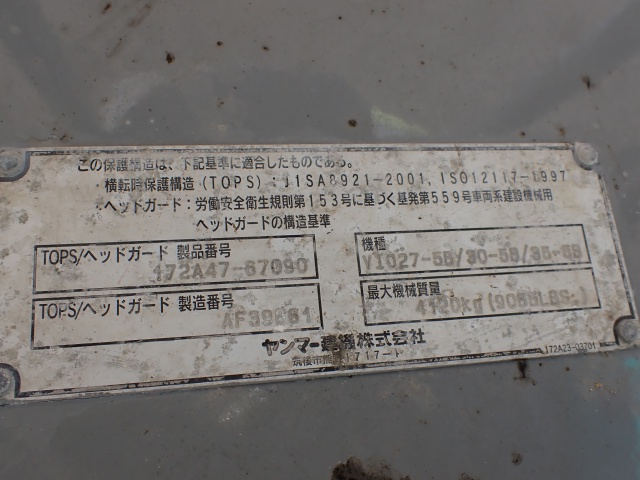 この保護構造は、下記基準に適合したものである。
・横転時保護構造(TOPS):JISA8921-2001, ISO12117-1997
・ヘッドガード:労働安全衛生規則第153号に基づく基発第559号車両系建設機械用
ヘッドガードの構造基準
TOPS/ヘッドガード 製品番号
172A47-67090
機種
VIO27-5B/30-5B/35-5B
TOPS/ヘッドガード 製造番号
最大機械質量
ヤンマー建機株式会社
172A23-03701